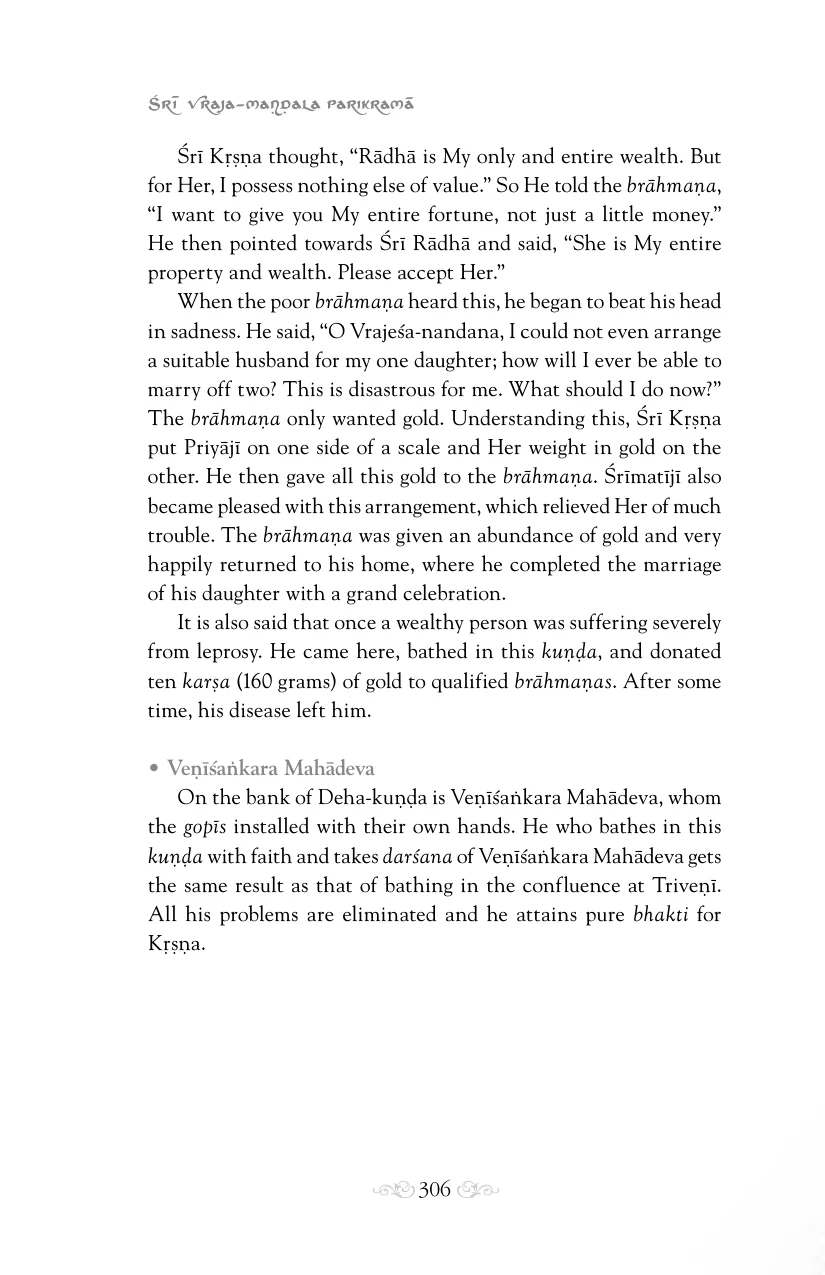 Śrī Vraja-maṇḍala Parikramā
Śrī Kṛṣṇa thought, “Rādhā is My only and entire wealth. But
for Her, I possess nothing else of value.” So He told the brāhmaṇa,
“I want to give you My entire fortune, not just a little money.”
He then pointed towards Śrī Rādhā and said, “She is My entire
property and wealth. Please accept Her.”
When the poor brāhmaṇa heard this, he began to beat his head
in sadness. He said, “O Vrajeśa-nandana, I could not even arrange
a suitable husband for my one daughter; how will I ever be able to
marry off two? This is disastrous for me. What should I do now?”
The brāhmaṇa only wanted gold. Understanding this, Śrī Kṛṣṇa
put Priyājī on one side of a scale and Her weight in gold on the
other. He then gave all this gold to the brāhmaṇa. Śrīmatījī also
became pleased with this arrangement, which relieved Her of much
trouble. The brāhmaṇa was given an abundance of gold and very
happily returned to his home, where he completed the marriage
of his daughter with a grand celebration.
It is also said that once a wealthy person was suffering severely
from leprosy. He came here, bathed in this kuṇḍa, and donated
ten karṣa (160 grams) of gold to qualified brāhmaṇas. After some
time, his disease left him.
• Veṇīśaṅkara Mahādeva
On the bank of Deha-kuṇḍa is Veṇīśaṅkara Mahādeva, whom
the gopīs installed with their own hands. He who bathes in this
kuṇḍa with faith and takes darśana of Veṇīśaṅkara Mahādeva gets
the same result as that of bathing in the confluence at Triveṇī.
All his problems are eliminated and he attains pure bhakti for
Kṛṣṇa.
306